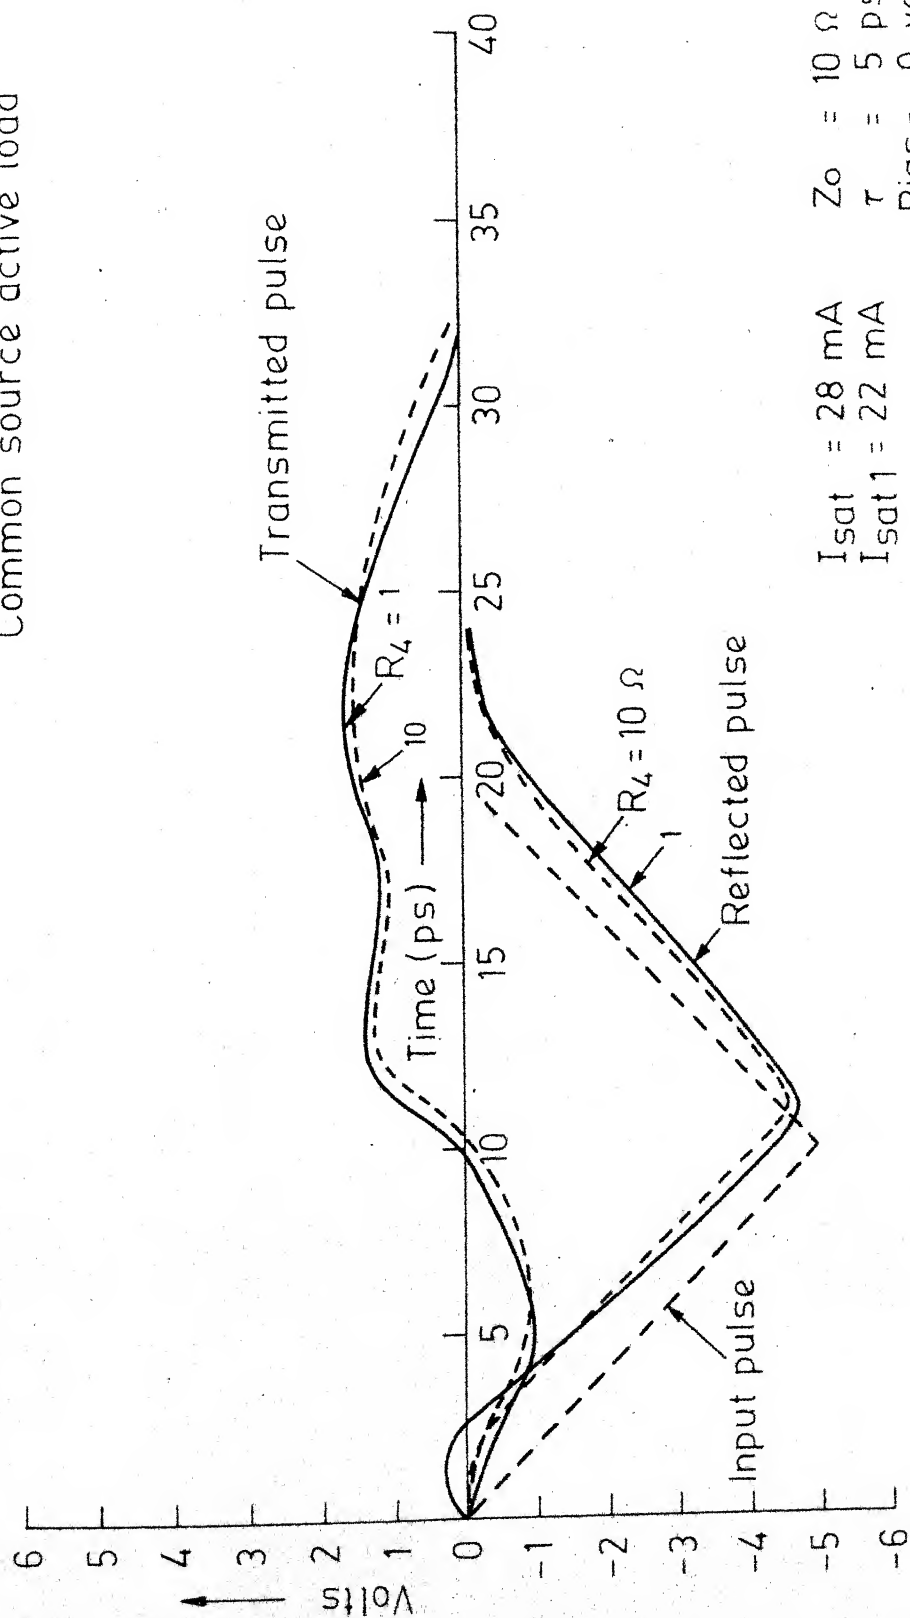 Common source active load
Transmitted pulse
R4 = 1
10
Time (ps)
Volts
6
5
4
3
2
1
0
-1
-2
-3
-4
-5
-6
5
10
15
20
25
30
35
40
R4 = 10 Ω
1
Reflected pulse
Input pulse
Isat = 28 mA
Isat 1 = 22 mA
Zo = 10 Ω
τ = 5 ps